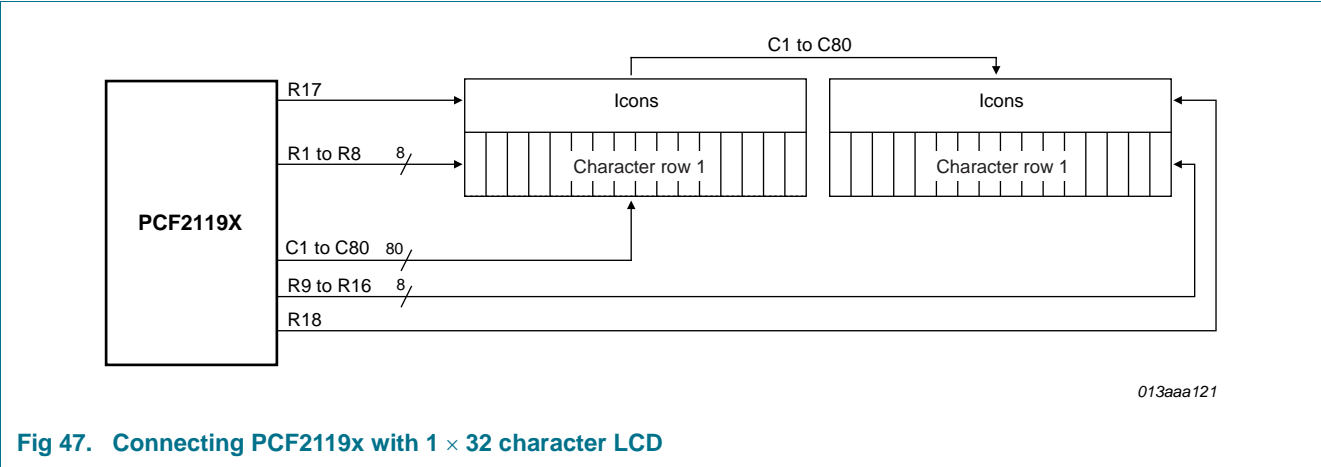 C1 to C80
R17
Icons
Icons
R1 to R8 8
Character row 1
Character row 1
PCF2119X
C1 to C80 80
R9 to R16 8
R18
013aaa121
Fig 47. Connecting PCF2119x with 1 × 32 character LCD